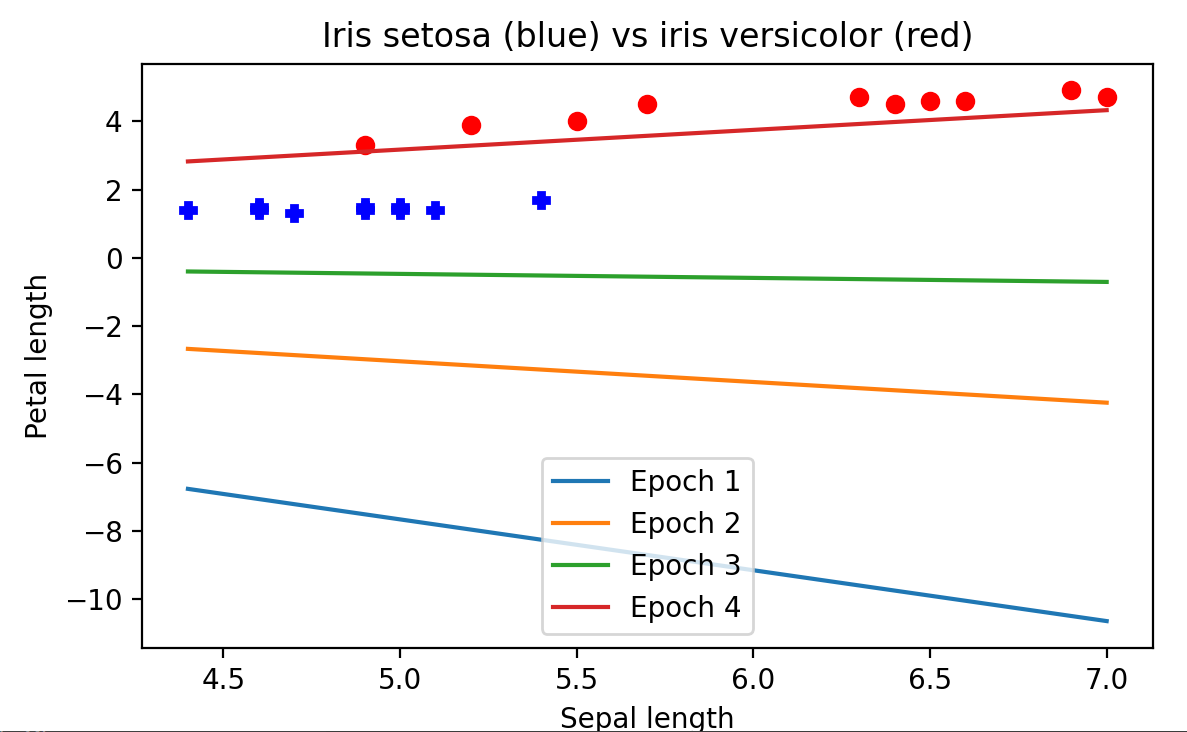 Iris setosa (blue) vs iris versicolor (red)
Petal length
4
2
0
−2
−4
−6
−8
−10
Epoch 1
Epoch 2
Epoch 3
Epoch 4
4.5 5.0 5.5 6.0 6.5 7.0
Sepal length